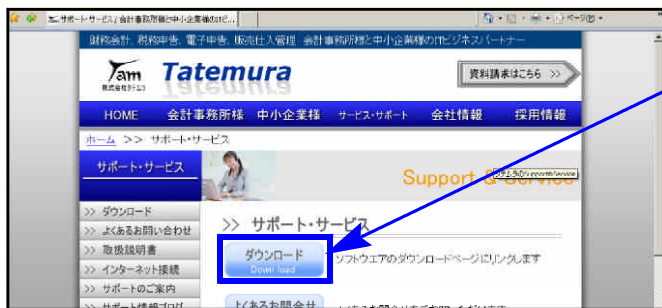 サポート・サービス / 会計事務所様と中小企業様のITビ...
ページ(P)
財務会計、税務申告、電子申告、販売仕入管理 会計事務所様と中小企業様のITビジネスパートナー
Tam
Tatemura
資料請求はこちら >>
HOME 会計事務所様 中小企業様 サービス・サポート 会社情報 採用情報
ホーム >> サポート・サービス
サポート・サービス
Support & Service
>> ダウンロード
>> よくあるお問い合わせ
>> 取扱説明書
>> インターネット接続
>> サポートのご案内
>> サポート情報ブログ
>> サポート・サービス
ダウンロード
Down load
ソフトウエアのダウンロードページにリンクします
よくあるお問合せ